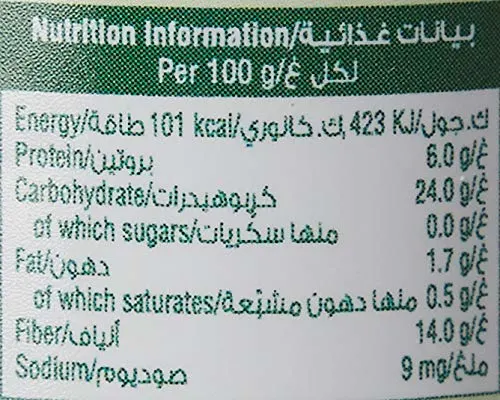 Nutrition Information/بيانات غذائية
Per 100 g/لكل غ
Energy/طاقة 101 kcal/ك.كالوري, 423 KJ/ك.جول
Protein/بروتين 6.0 g/غ
Carbohydrate/كربوهيدرات 24.0 g/غ
of which sugars/منها سكريات 0.0 g/غ
Fat/دهون 1.7 g/غ
of which saturates/منها دهون مشبّعة 0.5 g/غ
Fiber/ألياف 14.0 g/غ
Sodium/صوديوم 9 mg/ملغ